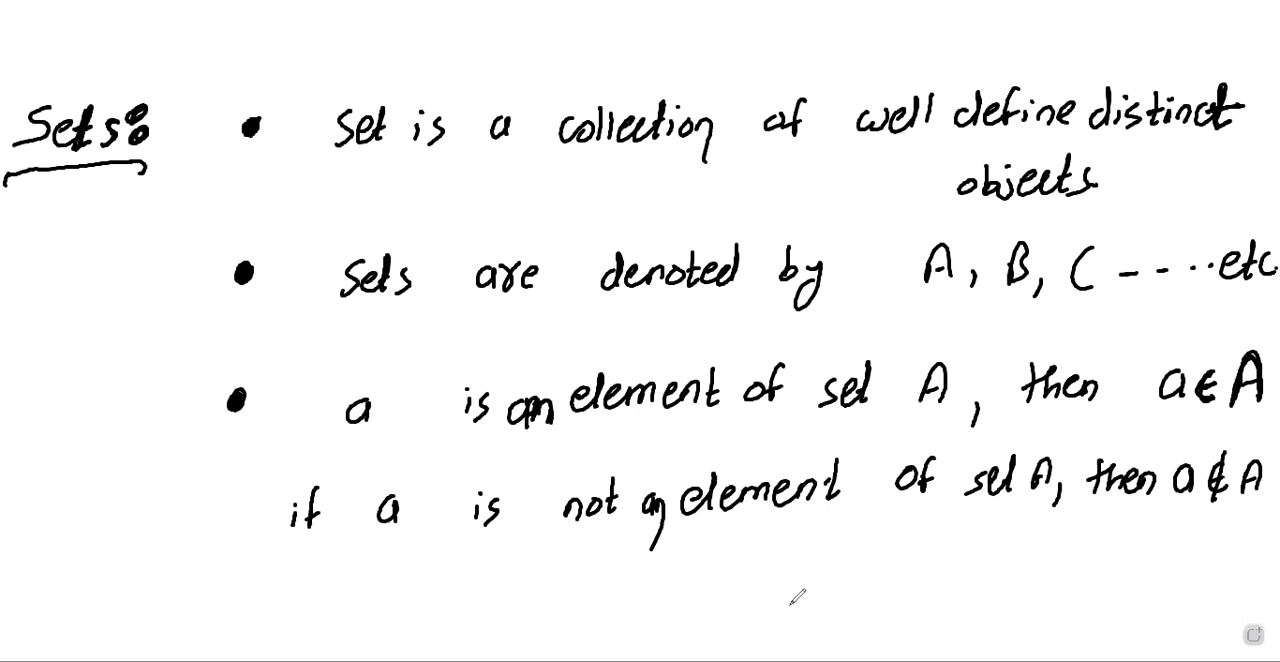 Sets: • Set is a collection of well define distinct
objects
• Sets are denoted by A, B, C - - - .. etc
• a is an element of set A, then a ∈ A
if a is not an element of set A, then a ∉ A